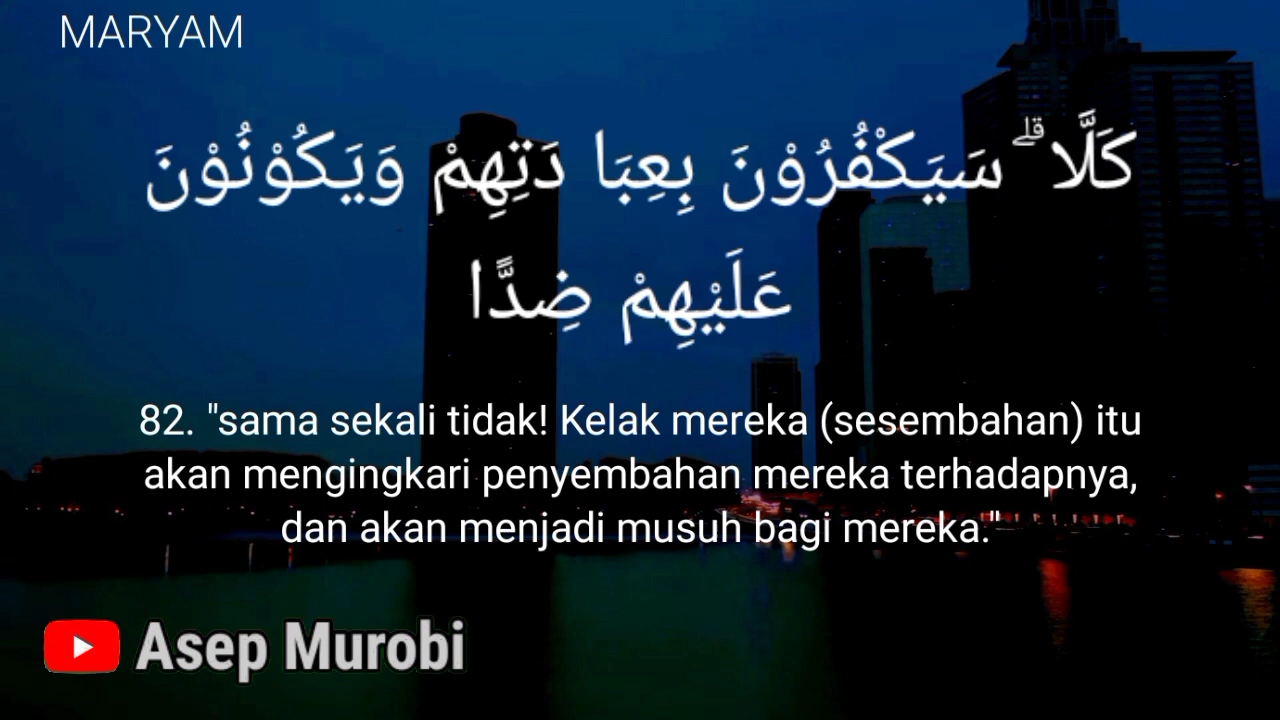 MARYAM
كَلَّا ۗ سَيَكْفُرُوْنَ بِعِبَا دَتِهِمْ وَيَكُوْنُوْنَ
عَلَيْهِمْ ضِدًّا
82. "sama sekali tidak! Kelak mereka (sesembahan) itu
akan mengingkari penyembahan mereka terhadapnya,
dan akan menjadi musuh bagi mereka."
Asep Murobi